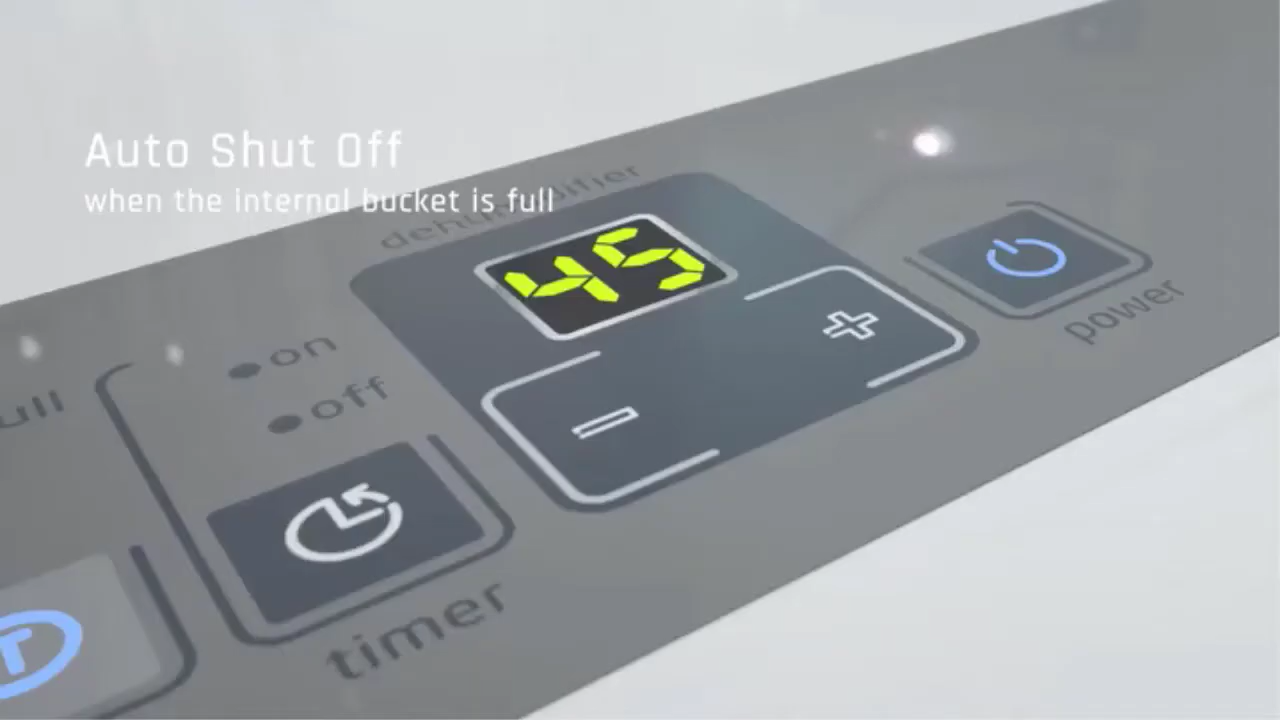 Auto Shut Off
when the internal bucket is full
45
on
off
power
timer